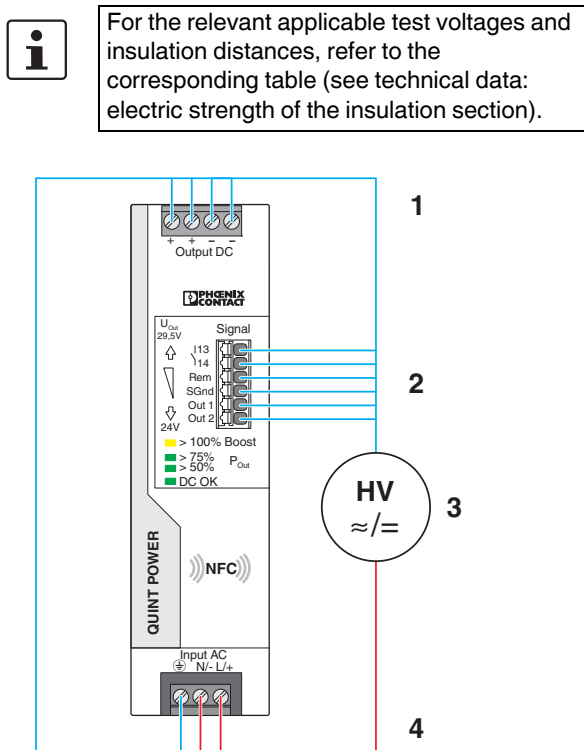 For the relevant applicable test voltages and
insulation distances, refer to the
corresponding table (see technical data:
electric strength of the insulation section).
1
+ + − −
Output DC
PHŒNIX
CONTACT
UOut
29,5V
Signal
13
14
Rem
SGnd
Out 1
Out 2
24V
> 100% Boost
> 75%
> 50%
POut
DC OK
2
HV
≈/=
3
QUINT POWER
NFC
Input AC
N/- L/+
4